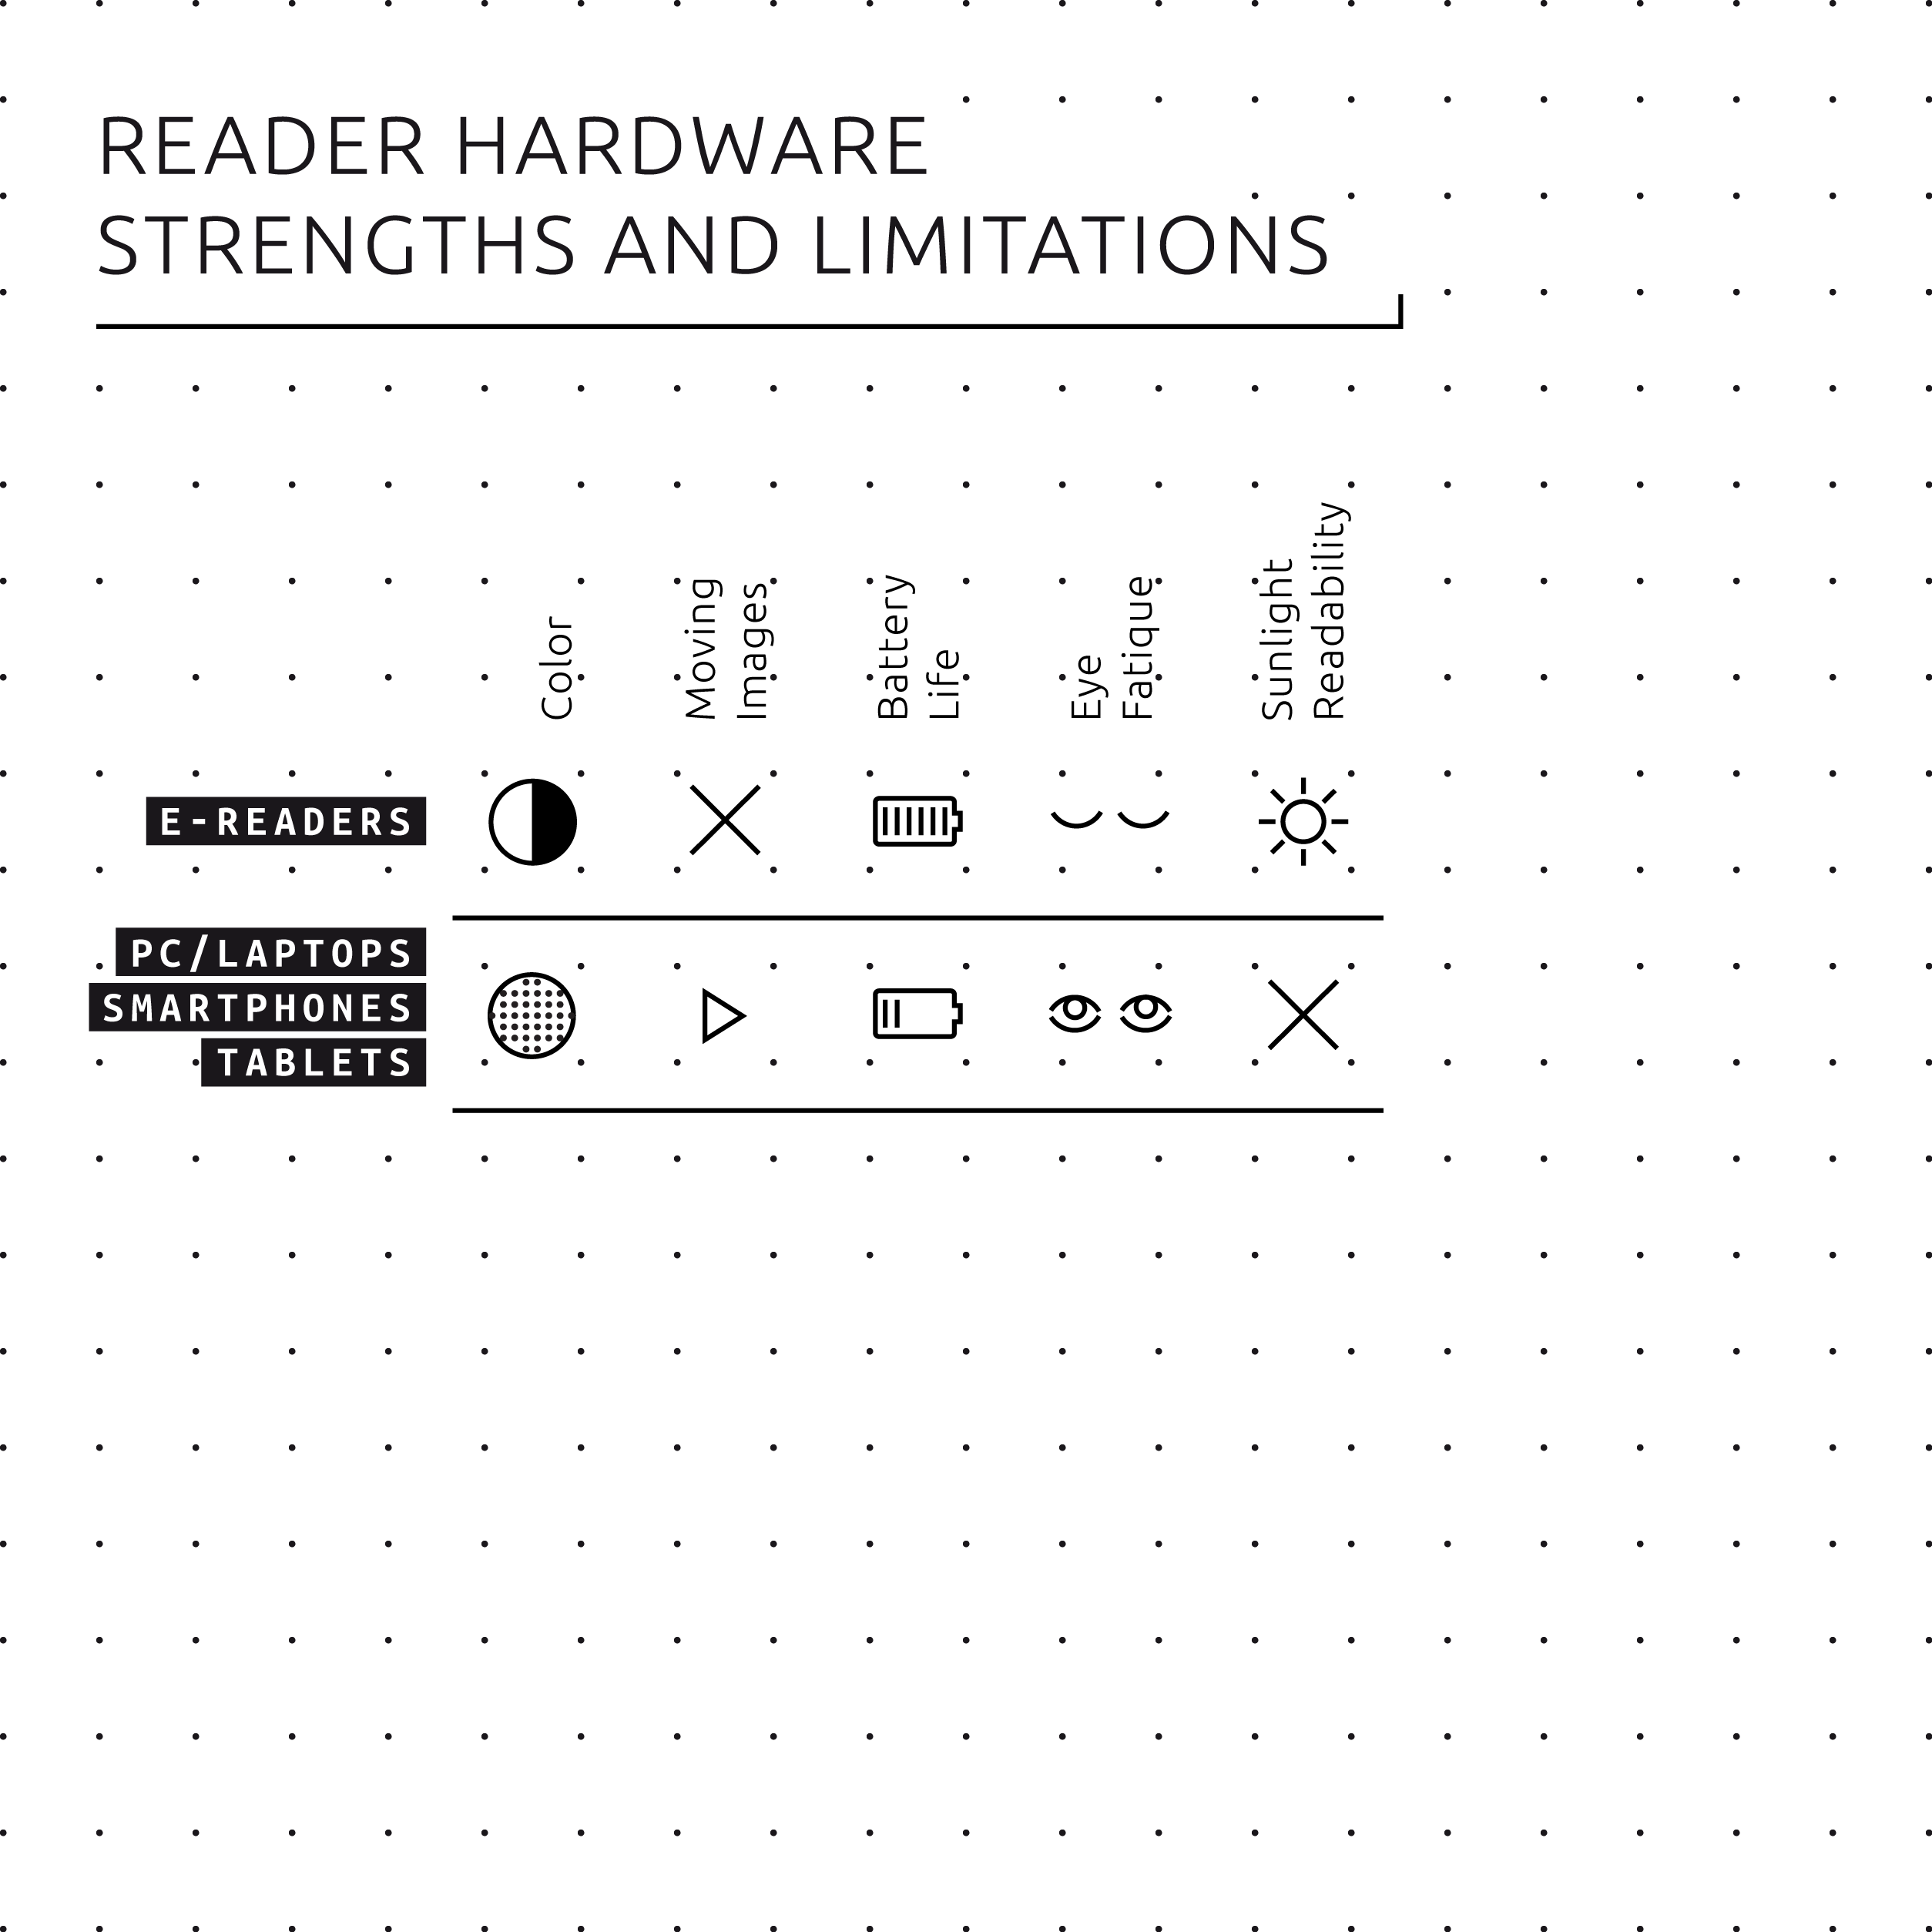 READER HARDWARE
STRENGTHS AND LIMITATIONS
Color
Moving
Images
Battery
Life
Eye
Fatique
Sunlight
Readability
E-READERS
PC/LAPTOPS
SMARTPHONES
TABLETS